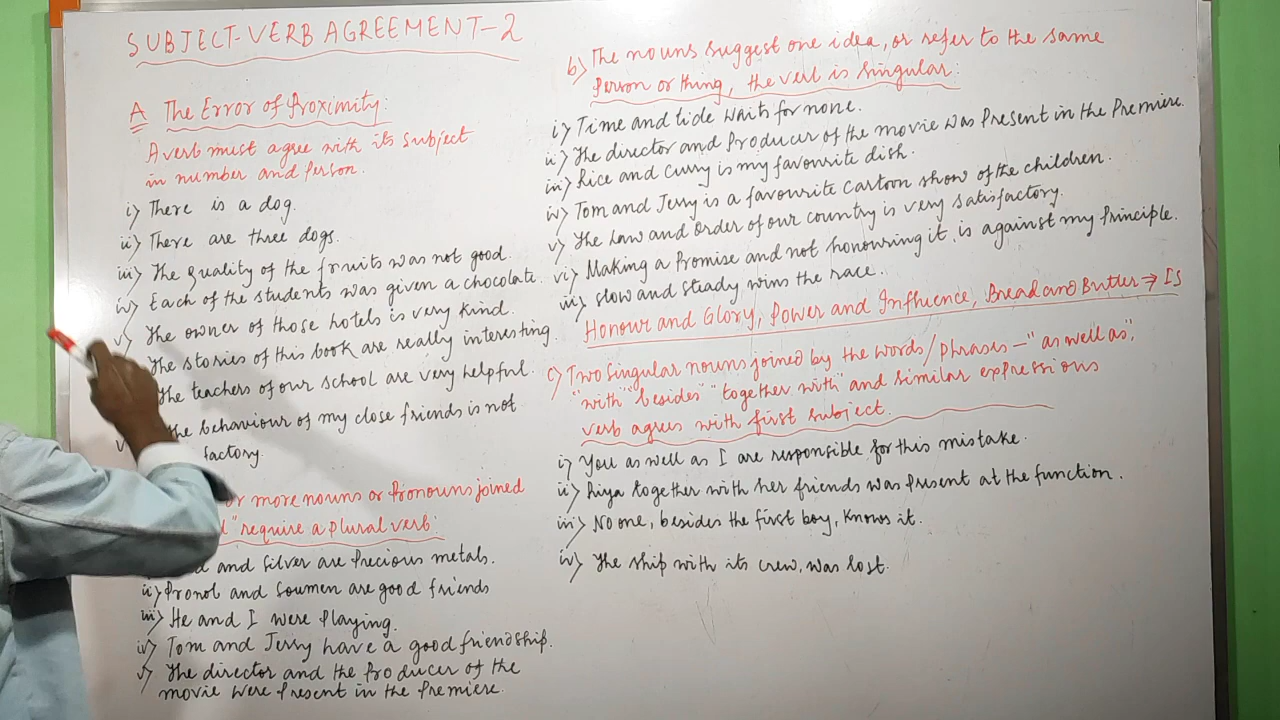 SUBJECT-VERB AGREEMENT-2
A The Error of Proximity:
A verb must agree with its subject
in number and person.
i) There is a dog.
ii) There are three dogs.
iii) The quality of the fruits was not good.
iv) Each of the students was given a chocolate.
v) The owner of those hotels is very kind.
The stories of this book are really interesting.
The teachers of our school are very helpful.
the behaviour of my close friends is not
factory.
or more nouns or Pronouns joined
" require a plural verb:
and silver are Precious metals.
ii) Pronob and Soumen are good friends
iii) He and I were Playing.
iv) Tom and Jerry have a good friendship.
v) The director and the Producer of the
movie were Present in the Premiere.
b) The nouns suggest one idea, or refer to the same
Person or thing, the verb is singular:
i) Time and tide waits for none.
ii) The director and Producer of the movie was Present in the Premiere.
iii) Rice and curry is my favourite dish.
iv) Tom and Jerry is a favourite cartoon show of the children.
v) The Law and Order of our country is very satisfactory.
vi) Making a Promise and not honouring it, is against my Principle.
iii) Slow and steady wins the race.
Honour and Glory, Power and Influence, Bread and Butter → IS
c) Two Singular nouns joined by the words/phrases—"as well as",
"with" "besides" "together with" and similar expressions
verb agrees with first subject.
i) You as well as I are responsible for this mistake.
ii) Riya together with her friends was Present at the function.
iii) No one, besides the first boy, knows it.
iv) The ship with its crew, was lost.